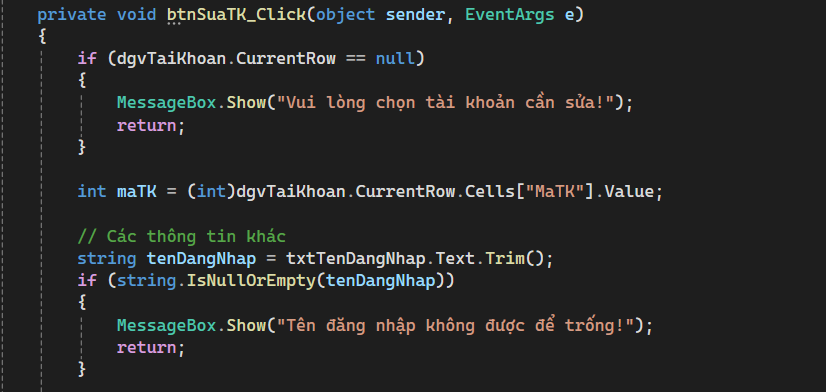 private void btnSuaTK_Click(object sender, EventArgs e)
{
if (dgvTaiKhoan.CurrentRow == null)
{
MessageBox.Show("Vui lòng chọn tài khoản cần sửa!");
return;
}
int maTK = (int)dgvTaiKhoan.CurrentRow.Cells["MaTK"].Value;
// Các thông tin khác
string tenDangNhap = txtTenDangNhap.Text.Trim();
if (string.IsNullOrEmpty(tenDangNhap))
{
MessageBox.Show("Tên đăng nhập không được để trống!");
return;
}